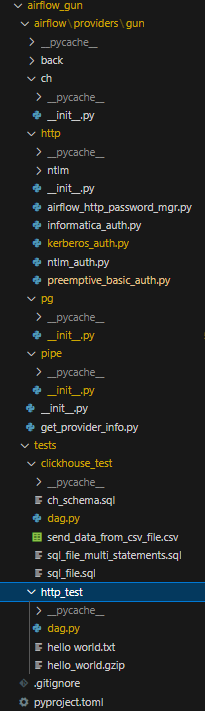 airflow_gun
airflow\providers\gun
__pycache__
back
ch
__pycache__
__init__.py
http
__pycache__
ntlm
__init__.py
airflow_http_password_mgr.py
informatica_auth.py
kerberos_auth.py
ntlm_auth.py
preemptive_basic_auth.py
pg
__pycache__
__init__.py
pipe
__pycache__
__init__.py
__init__.py
get_provider_info.py
tests
clickhouse_test
__pycache__
ch_schema.sql
dag.py
send_data_from_csv_file.csv
sql_file_multi_statements.sql
sql_file.sql
http_test
__pycache__
dag.py
hello world.txt
hello_world.gzip
.gitignore
pyproject.toml